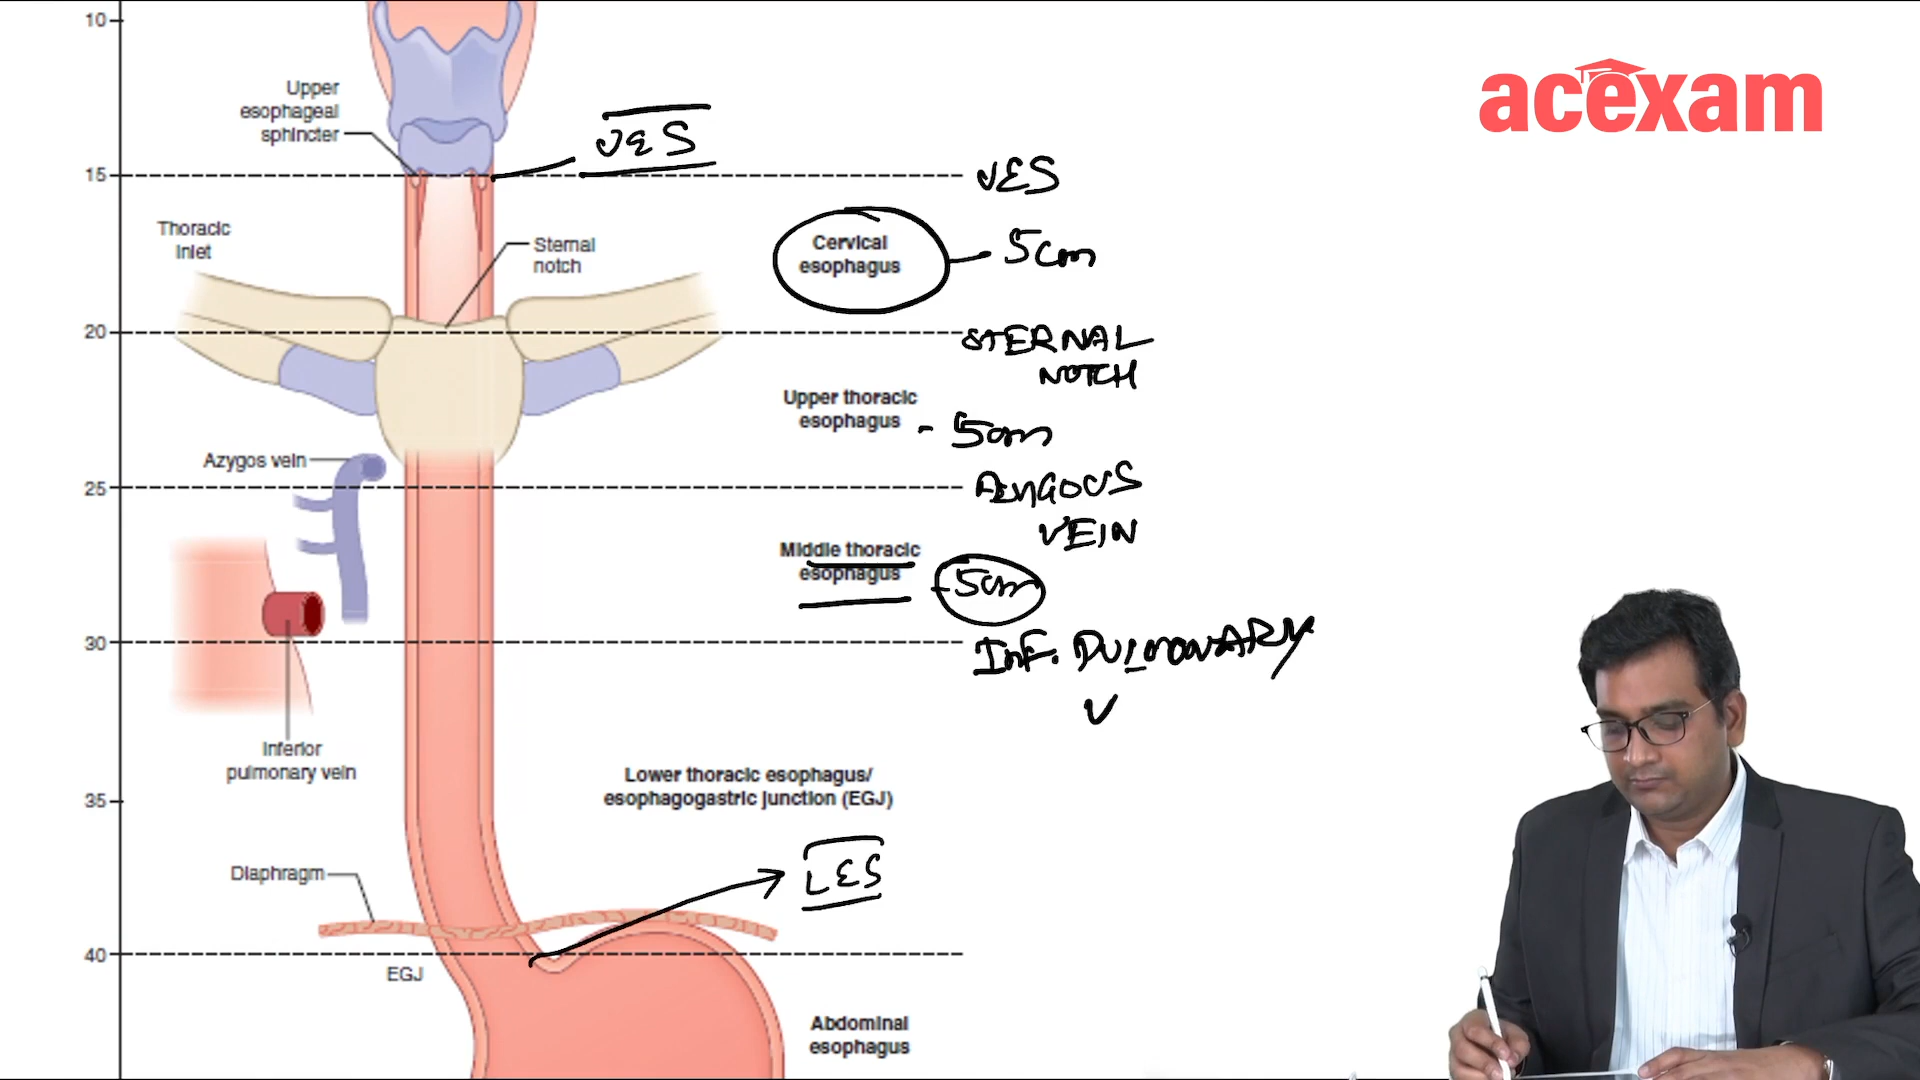 10
acexam
Upper
esophageal
sphincter
UES
15
UES
Thoracic
inlet
Sternal
notch
Cervical
esophagus
5cm
20
STERNAL
NOTCH
Upper thoracic
esophagus
- 5cm
Azygos vein
25
AZYGOUS
VEIN
Middle thoracic
esophagus
- 5cm
30
INF. PULMONARY
V
Inferior
pulmonary vein
Lower thoracic esophagus/
esophagogastric junction (EGJ)
35
Diaphragm
LES
40
EGJ
Abdominal
esophagus